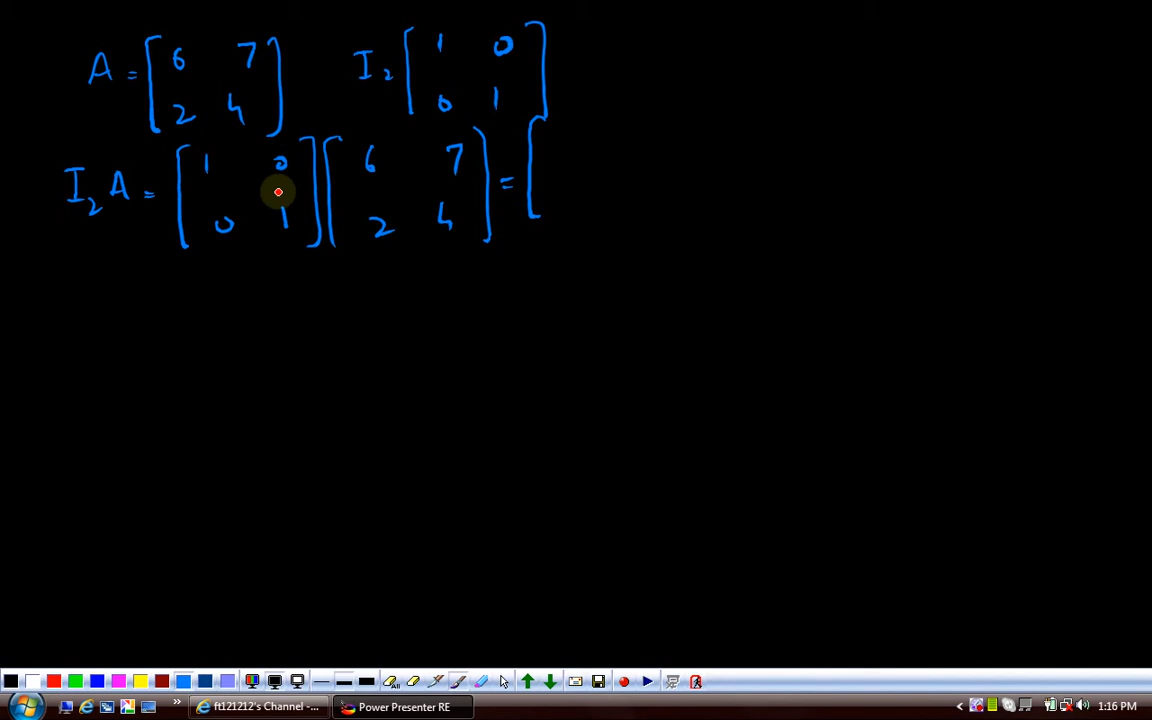 A = [ 6 7 I₂ [ 1 0 ]
2 4 ] 0 1
I₂ A = [ 1 0 ] [ 6 7 ] = [
0 1 2 4
All
»
ft121212's Channel -...
Power Presenter RE
<
1:16 PM